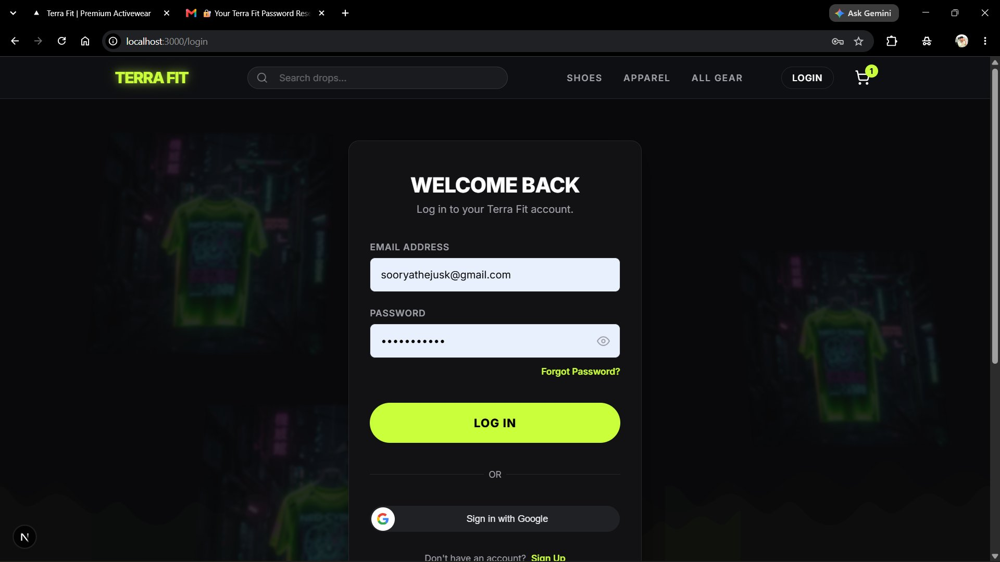 Terra Fit | Premium Activewear
Your Terra Fit Password Rese
Ask Gemini
localhost:3000/login
TERRA FIT
Search drops...
SHOES
APPAREL
ALL GEAR
LOGIN
1
WELCOME BACK
Log in to your Terra Fit account.
EMAIL ADDRESS
sooryathejusk@gmail.com
PASSWORD
•••••••••••
Forgot Password?
LOG IN
OR
G
Sign in with Google
Don't have an account? Sign Up
N